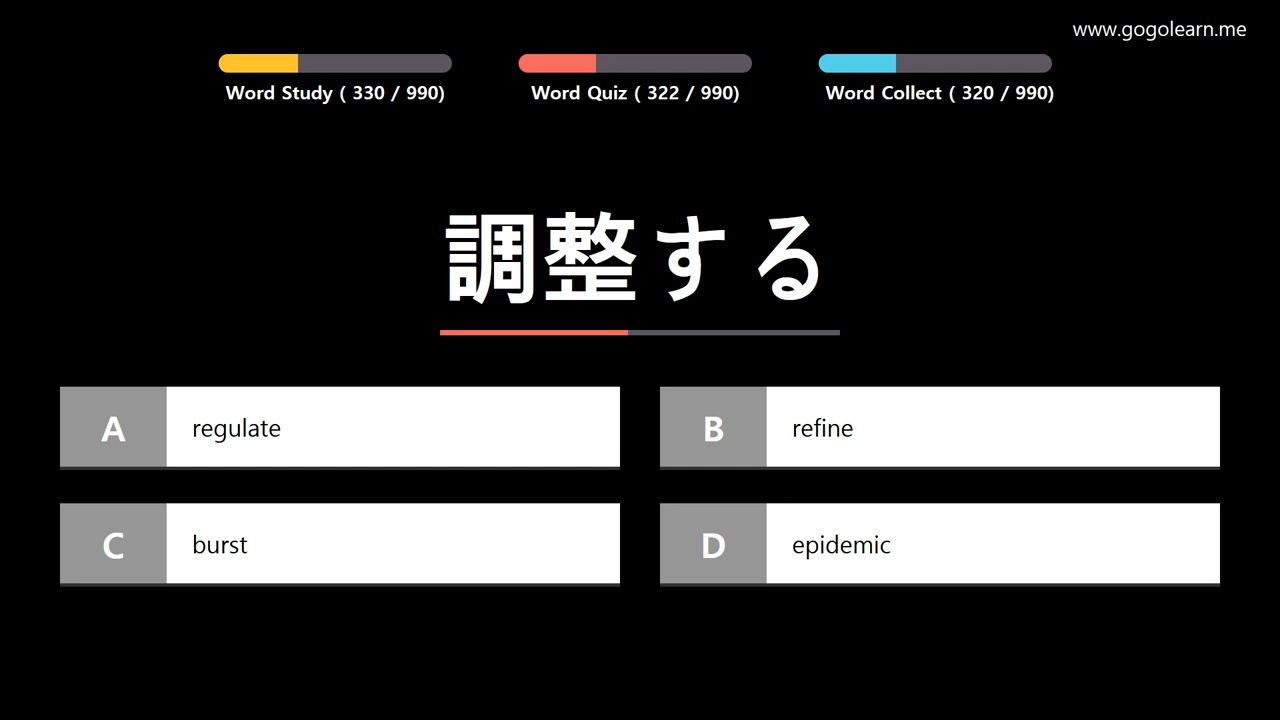 www.gogolearn.me
Word Study ( 330 / 990)
Word Quiz ( 322 / 990)
Word Collect ( 320 / 990)
調整する
A regulate
B refine
C burst
D epidemic